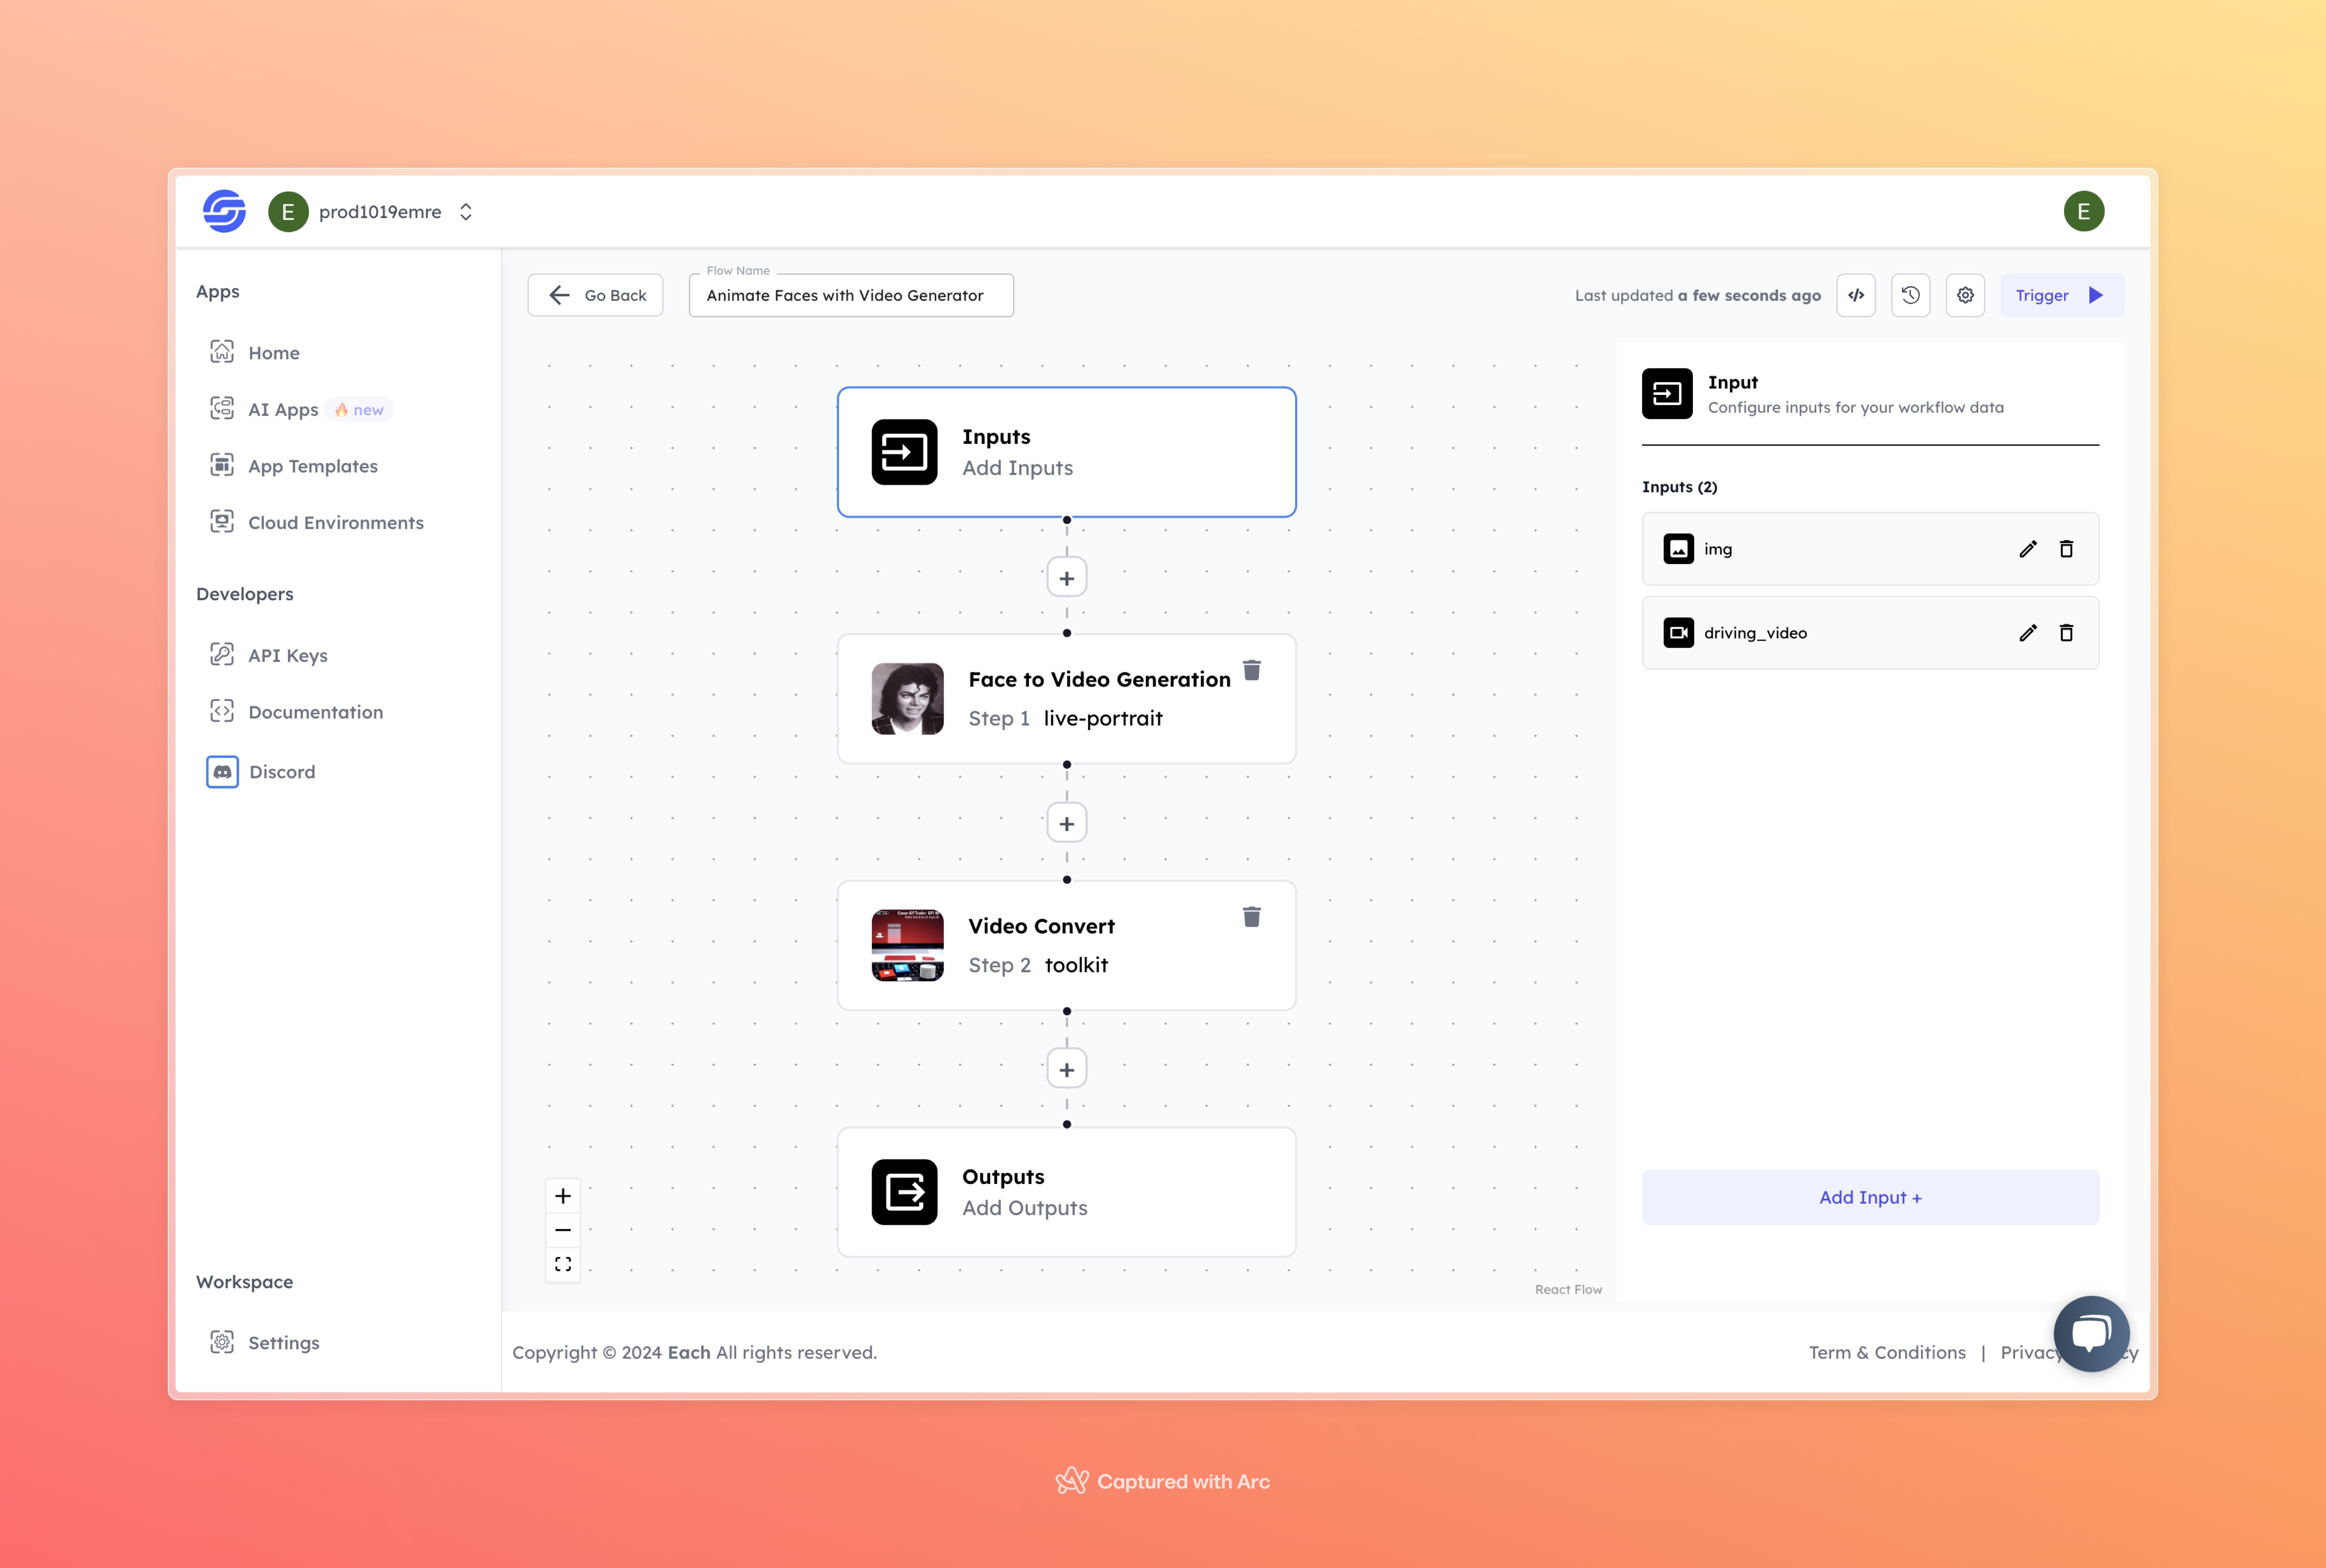 E prod1019emre
E
Apps
Home
AI Apps 🔥 new
App Templates
Cloud Environments
Developers
API Keys
Documentation
Discord
Workspace
Settings
Go Back
Flow Name
Animate Faces with Video Generator
Last updated a few seconds ago
Trigger
Inputs
Add Inputs
Face to Video Generation
Step 1 live-portrait
Video Convert
Step 2 toolkit
Outputs
Add Outputs
React Flow
Input
Configure inputs for your workflow data
Inputs (2)
img
driving_video
Add Input +
Copyright © 2024 Each All rights reserved.
Term & Conditions | Privacy
Captured with Arc